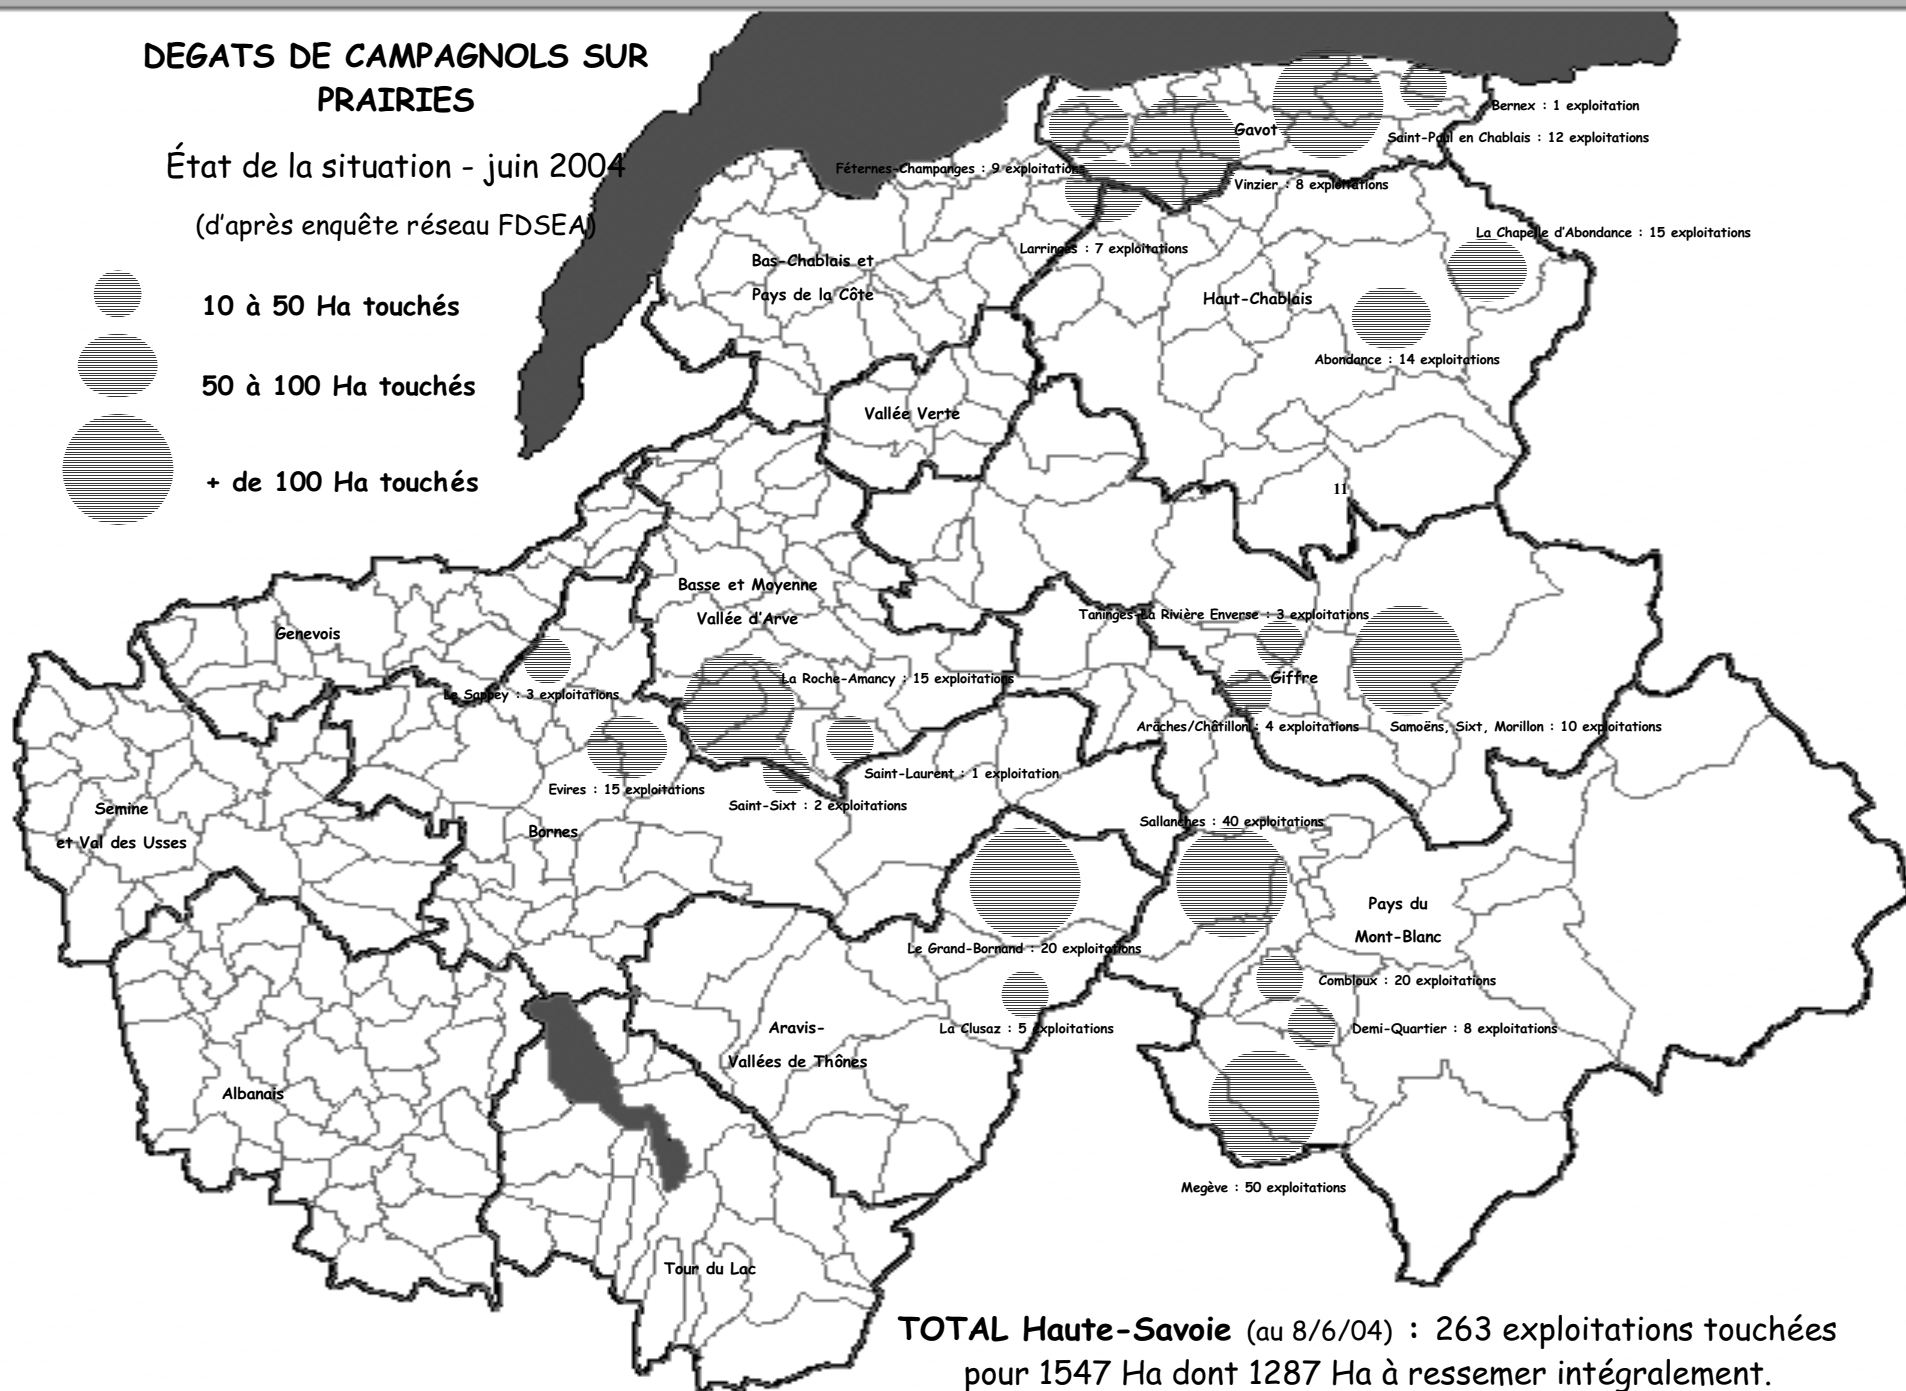 DEGATS DE CAMPAGNOLS SUR
PRAIRIES
État de la situation - juin 2004
(d'après enquête réseau FDSEA)
10 à 50 Ha touchés
50 à 100 Ha touchés
+ de 100 Ha touchés
Bernex : 1 exploitation
Gavot
Saint-Paul en Chablais : 12 exploitations
Féternes-Champanges : 9 exploitations
Vinzier : 8 exploitations
La Chapelle d'Abondance : 15 exploitations
Larringes : 7 exploitations
Bas-Chablais et
Pays de la Côte
Haut-Chablais
Abondance : 14 exploitations
Vallée Verte
11
Basse et Moyenne
Vallée d'Arve
Taninges-La Rivière Enverse : 3 exploitations
Genevois
La Roche-Amancy : 15 exploitations
Giffre
Le Sappey : 3 exploitations
Arâches/Châtillon : 4 exploitations
Samoëns, Sixt, Morillon : 10 exploitations
Saint-Laurent : 1 exploitation
Evires : 15 exploitations
Saint-Sixt : 2 exploitations
Semine
et Val des Usses
Bornes
Sallanches : 40 exploitations
Pays du
Mont-Blanc
Le Grand-Bornand : 20 exploitations
Combloux : 20 exploitations
La Clusaz : 5 exploitations
Demi-Quartier : 8 exploitations
Aravis-
Vallées de Thônes
Albanais
Megève : 50 exploitations
Tour du Lac
TOTAL Haute-Savoie (au 8/6/04) : 263 exploitations touchées
pour 1547 Ha dont 1287 Ha à ressemer intégralement.